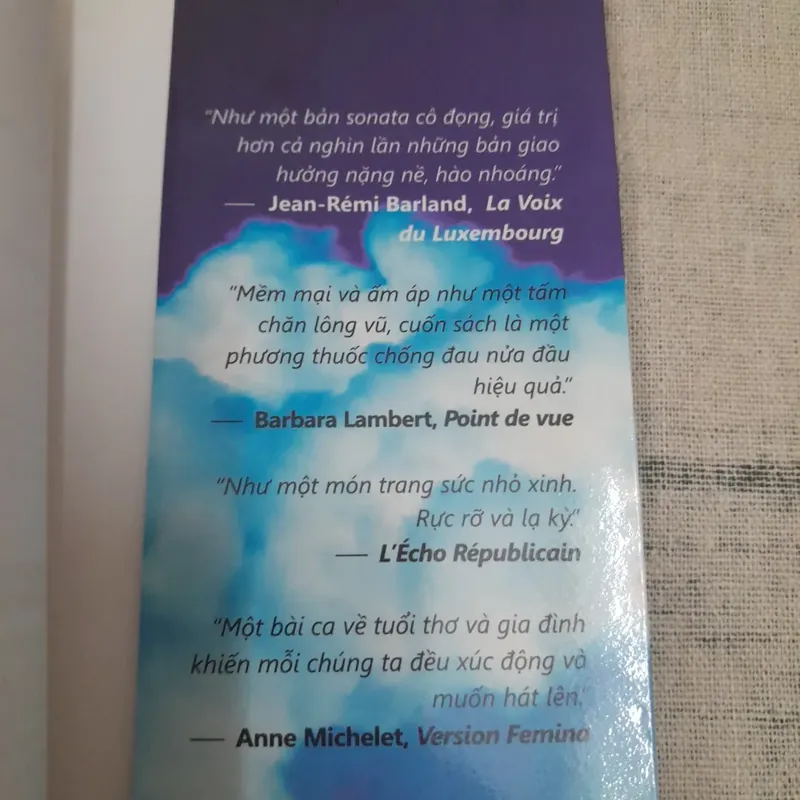 “Như một bản sonata cô đọng, giá trị
hơn cả nghìn lần những bản giao
hưởng nặng nề, hào nhoáng.”
— Jean-Rémi Barland, La Voix
du Luxembourg
“Mềm mại và ấm áp như một tấm
chăn lông vũ, cuốn sách là một
phương thuốc chống đau nửa đầu
hiệu quả.”
— Barbara Lambert, Point de vue
“Như một món trang sức nhỏ xinh.
Rực rỡ và lạ kỳ.”
— L’Écho Républicain
“Một bài ca về tuổi thơ và gia đình
khiến mỗi chúng ta đều xúc động và
muốn hát lên.”
— Anne Michelet, Version Femina